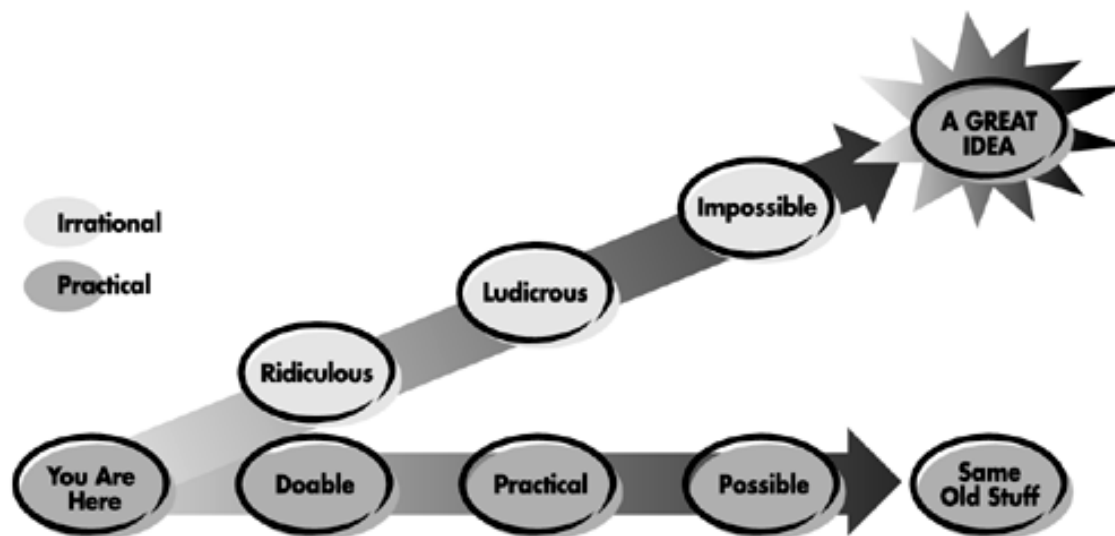 A GREAT
IDEA
Impossible
Irrational
Ludicrous
Practical
Ridiculous
You Are
Here
Doable
Practical
Possible
Same
Old Stuff